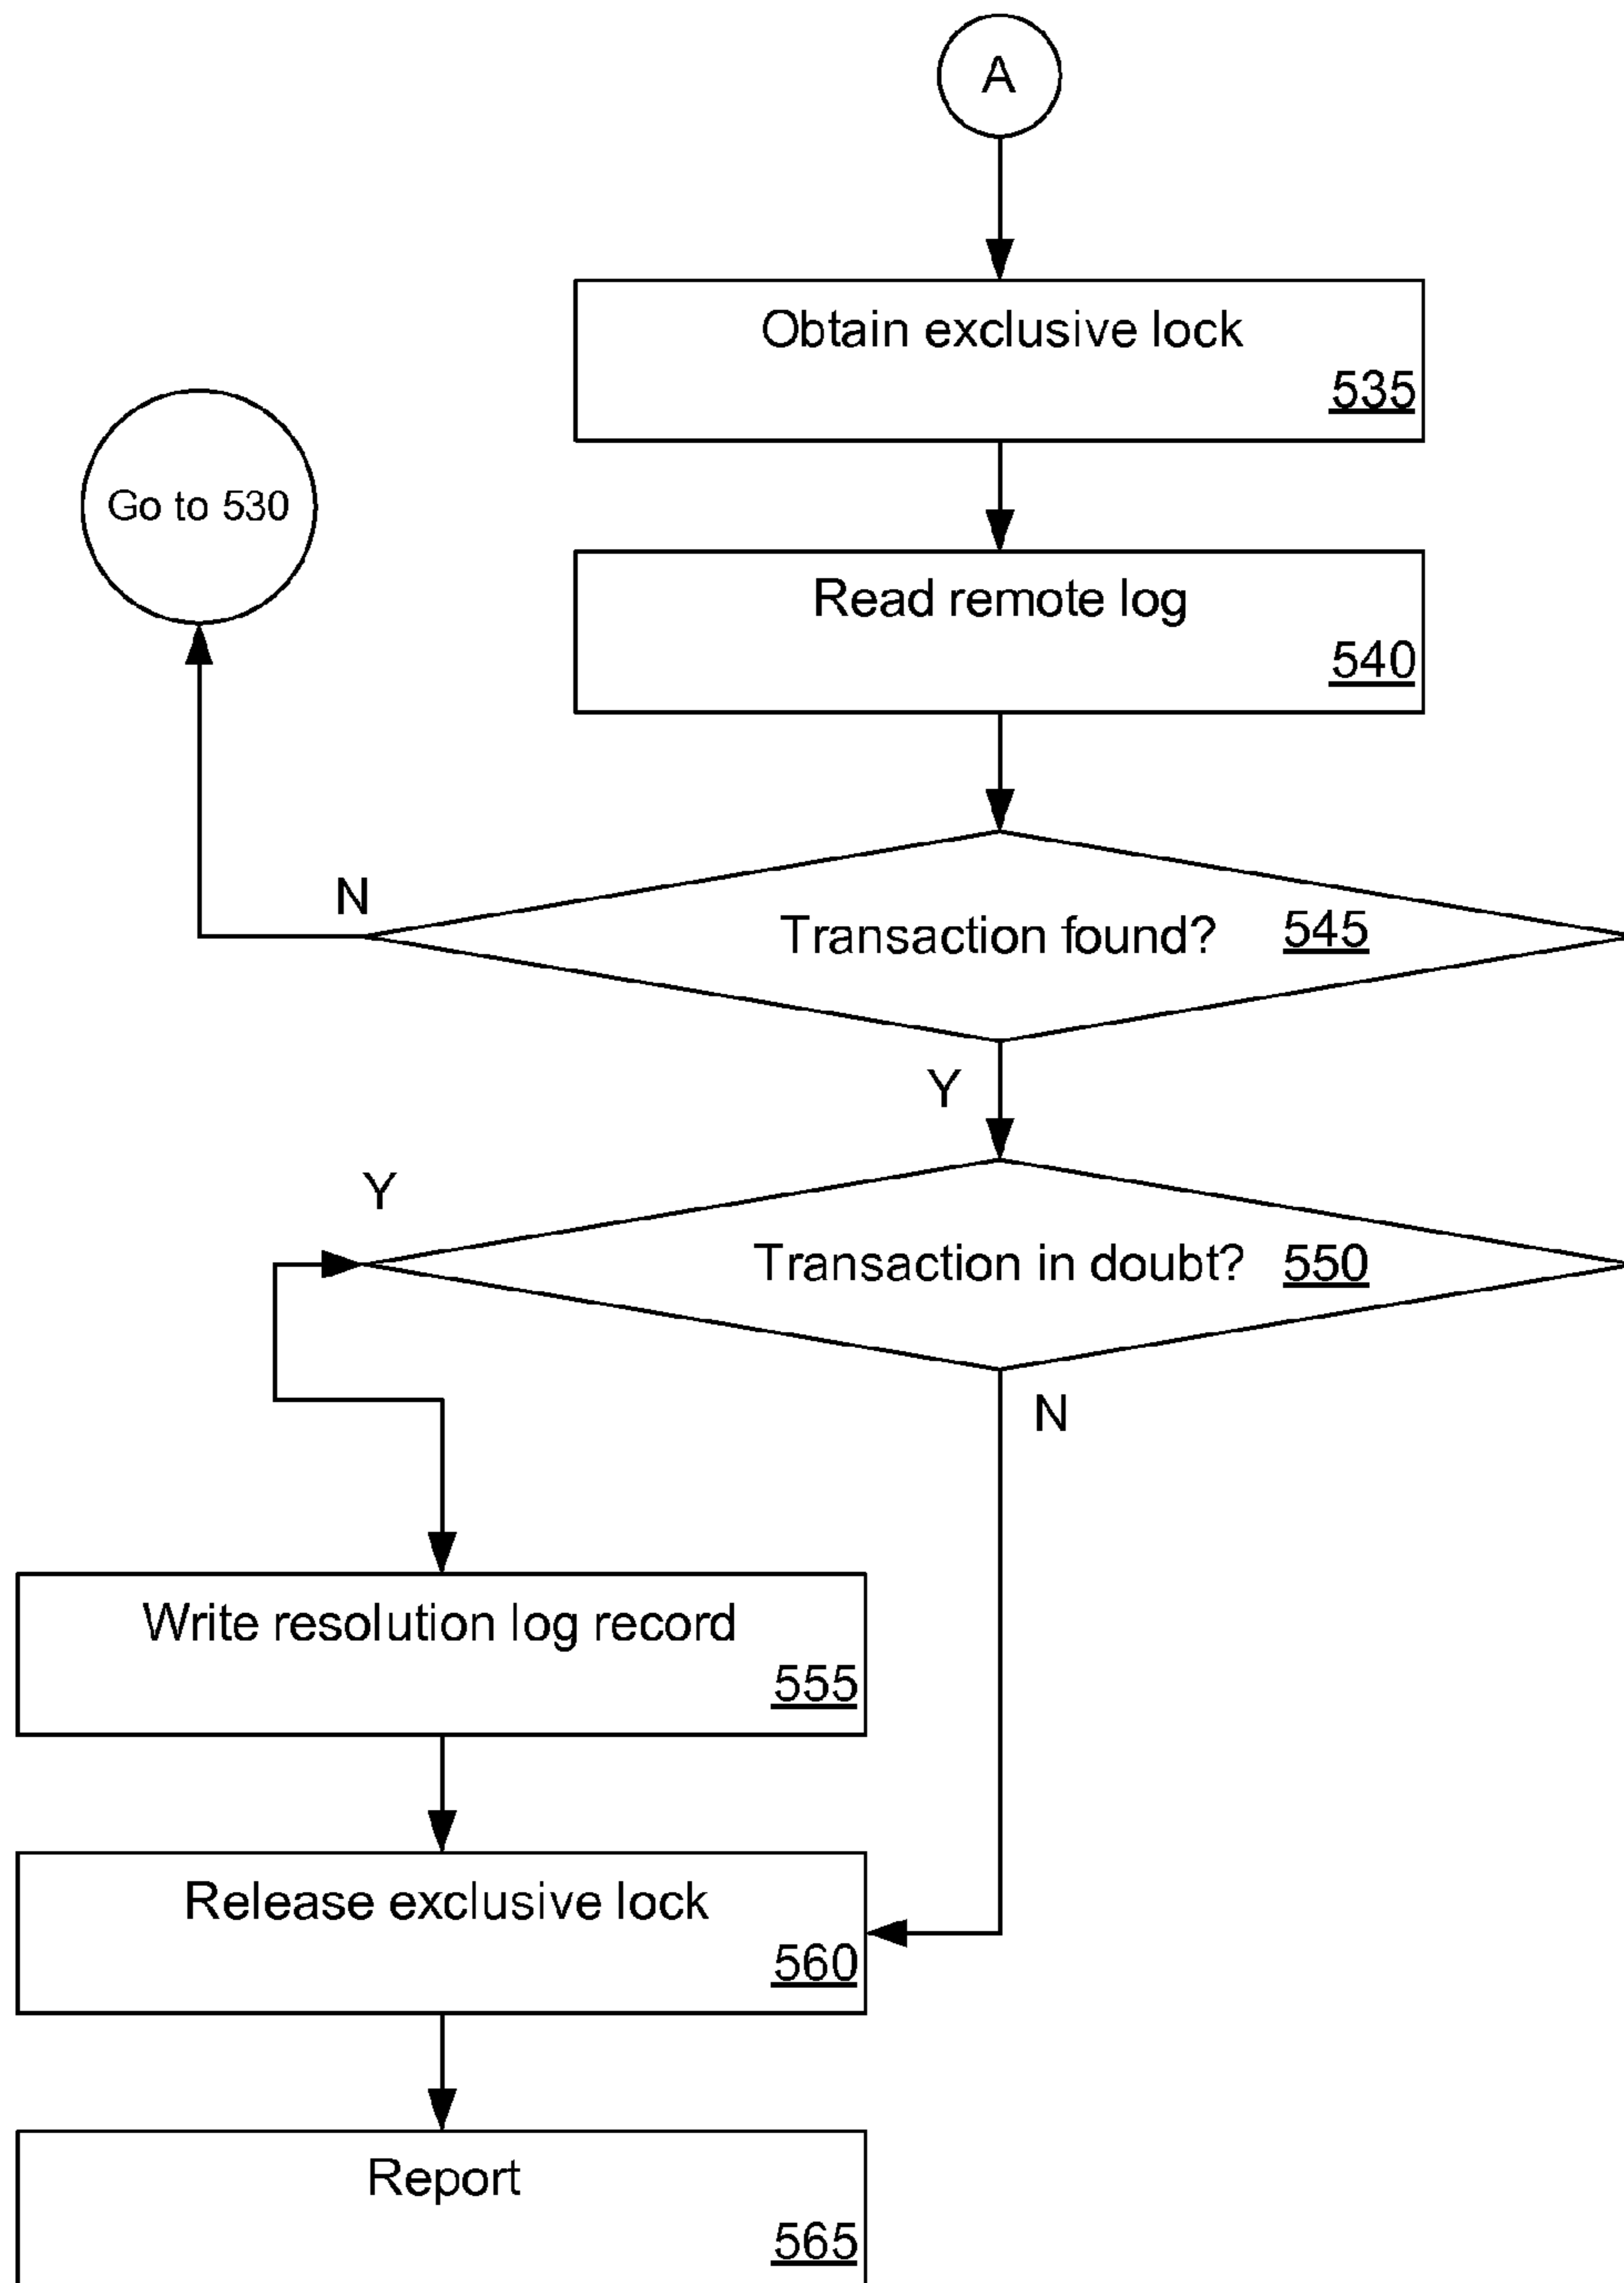 A
Obtain exclusive lock
535
Go to 530
Read remote log
540
N
Transaction found? 545
Y
Y
Transaction in doubt? 550
N
Write resolution log record
555
Release exclusive lock
560
Report
565